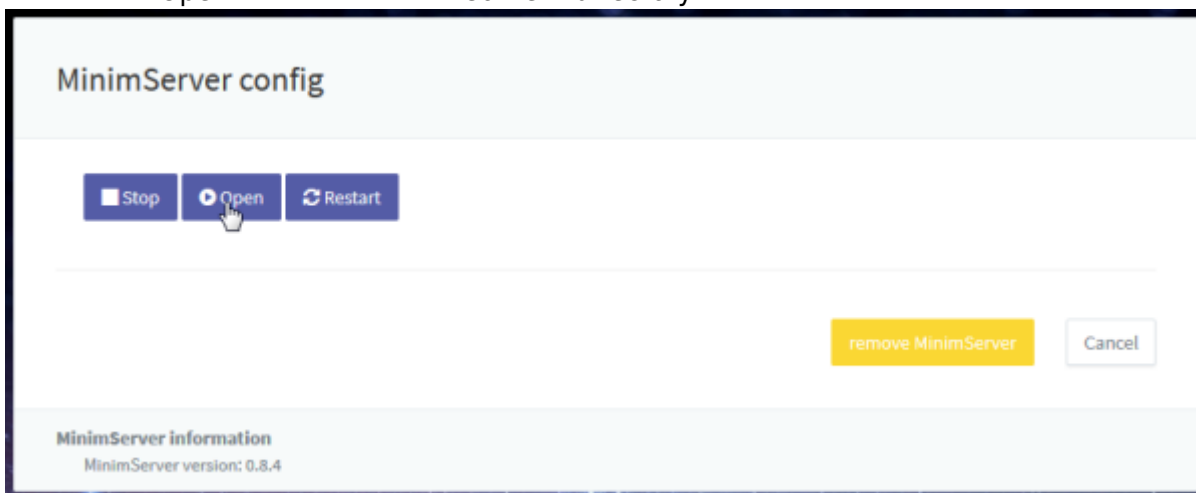 MinimServer config
Stop Open Restart
remove MinimServer Cancel
MinimServer information
MinimServer version: 0.8.4